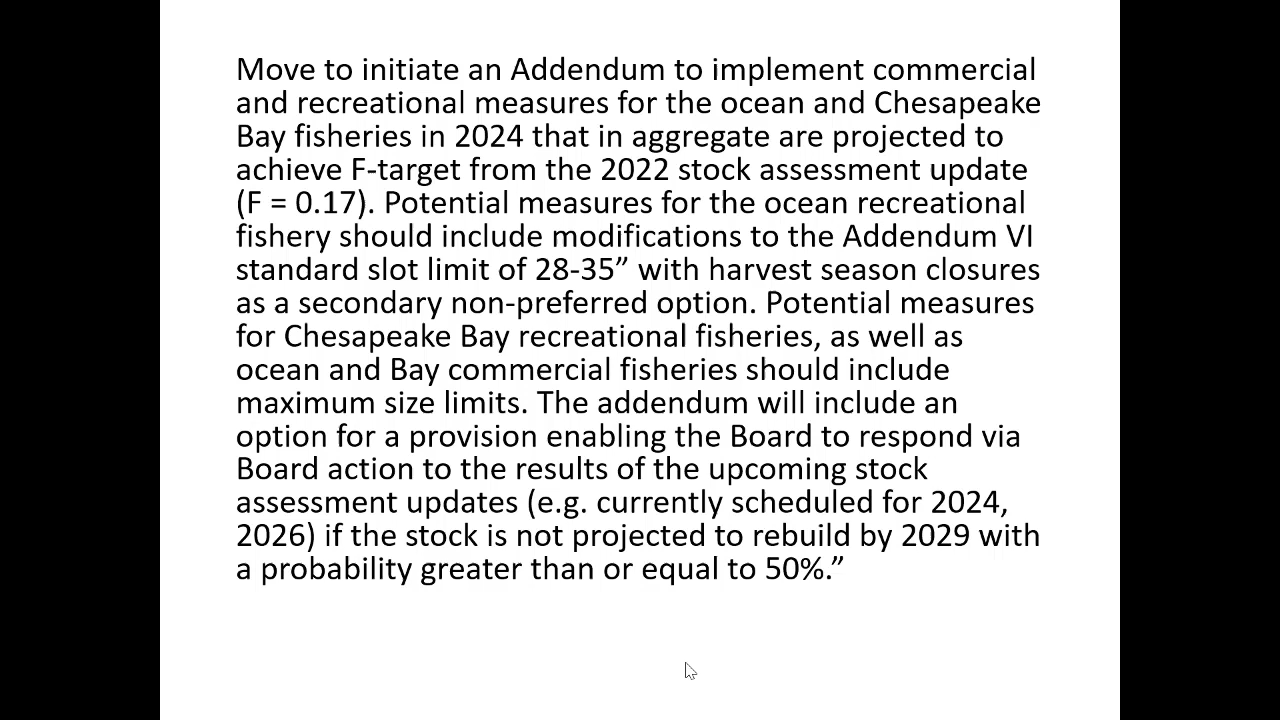 Move to initiate an Addendum to implement commercial
and recreational measures for the ocean and Chesapeake
Bay fisheries in 2024 that in aggregate are projected to
achieve F-target from the 2022 stock assessment update
(F = 0.17). Potential measures for the ocean recreational
fishery should include modifications to the Addendum VI
standard slot limit of 28-35” with harvest season closures
as a secondary non-preferred option. Potential measures
for Chesapeake Bay recreational fisheries, as well as
ocean and Bay commercial fisheries should include
maximum size limits. The addendum will include an
option for a provision enabling the Board to respond via
Board action to the results of the upcoming stock
assessment updates (e.g. currently scheduled for 2024,
2026) if the stock is not projected to rebuild by 2029 with
a probability greater than or equal to 50%.”